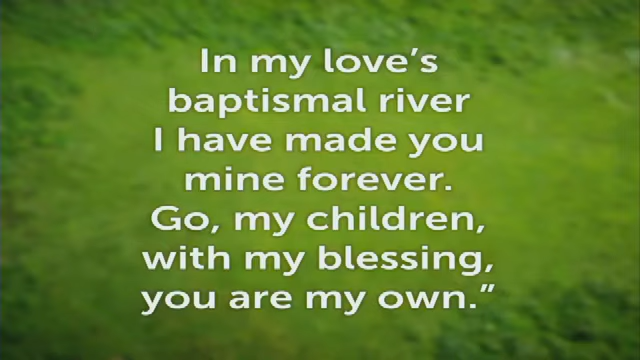 In my love’s
baptismal river
I have made you
mine forever.
Go, my children,
with my blessing,
you are my own.”